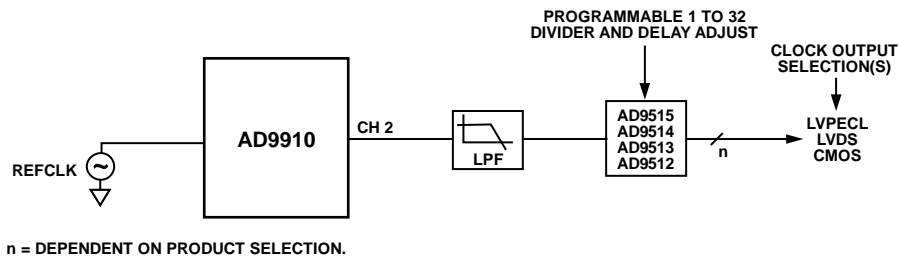 PROGRAMMABLE 1 TO 32
DIVIDER AND DELAY ADJUST
CLOCK OUTPUT
SELECTION(S)
REFCLK
AD9910
CH 2
LPF
AD9515
AD9514
AD9513
AD9512
n
LVPECL
LVDS
CMOS
n = DEPENDENT ON PRODUCT SELECTION.